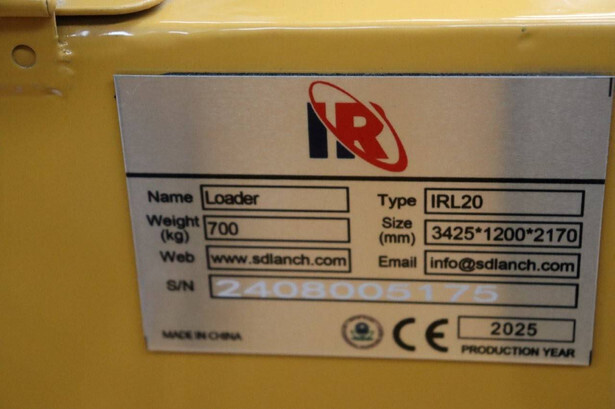 IR
Name Loader Type IRL20
Weight (kg) 700 Size (mm) 3425*1200*2170
Web www.sdlanch.com Email info@sdlanch.com
S/N 2408005175
MADE IN CHINA CE 2025
PRODUCTION YEAR